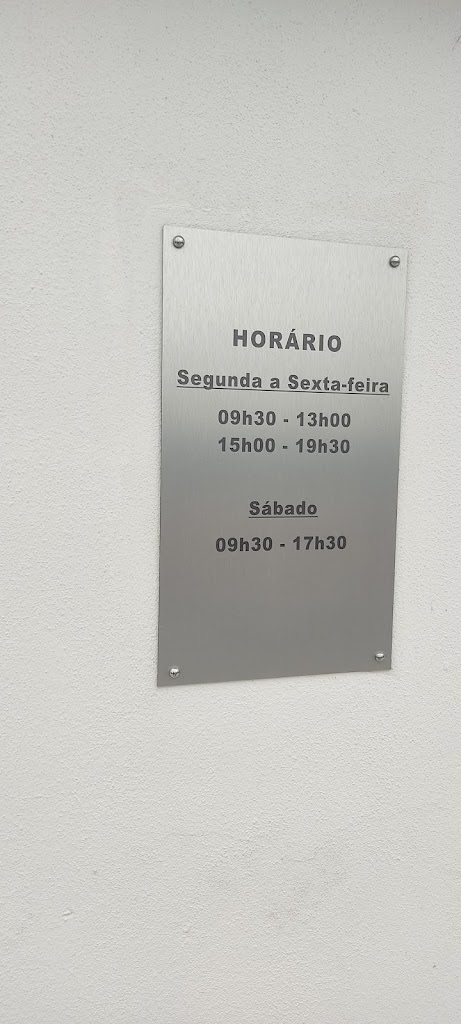 HORÁRIO
Segunda a Sexta-feira
09h30 - 13h00
15h00 - 19h30
Sábado
09h30 - 17h30